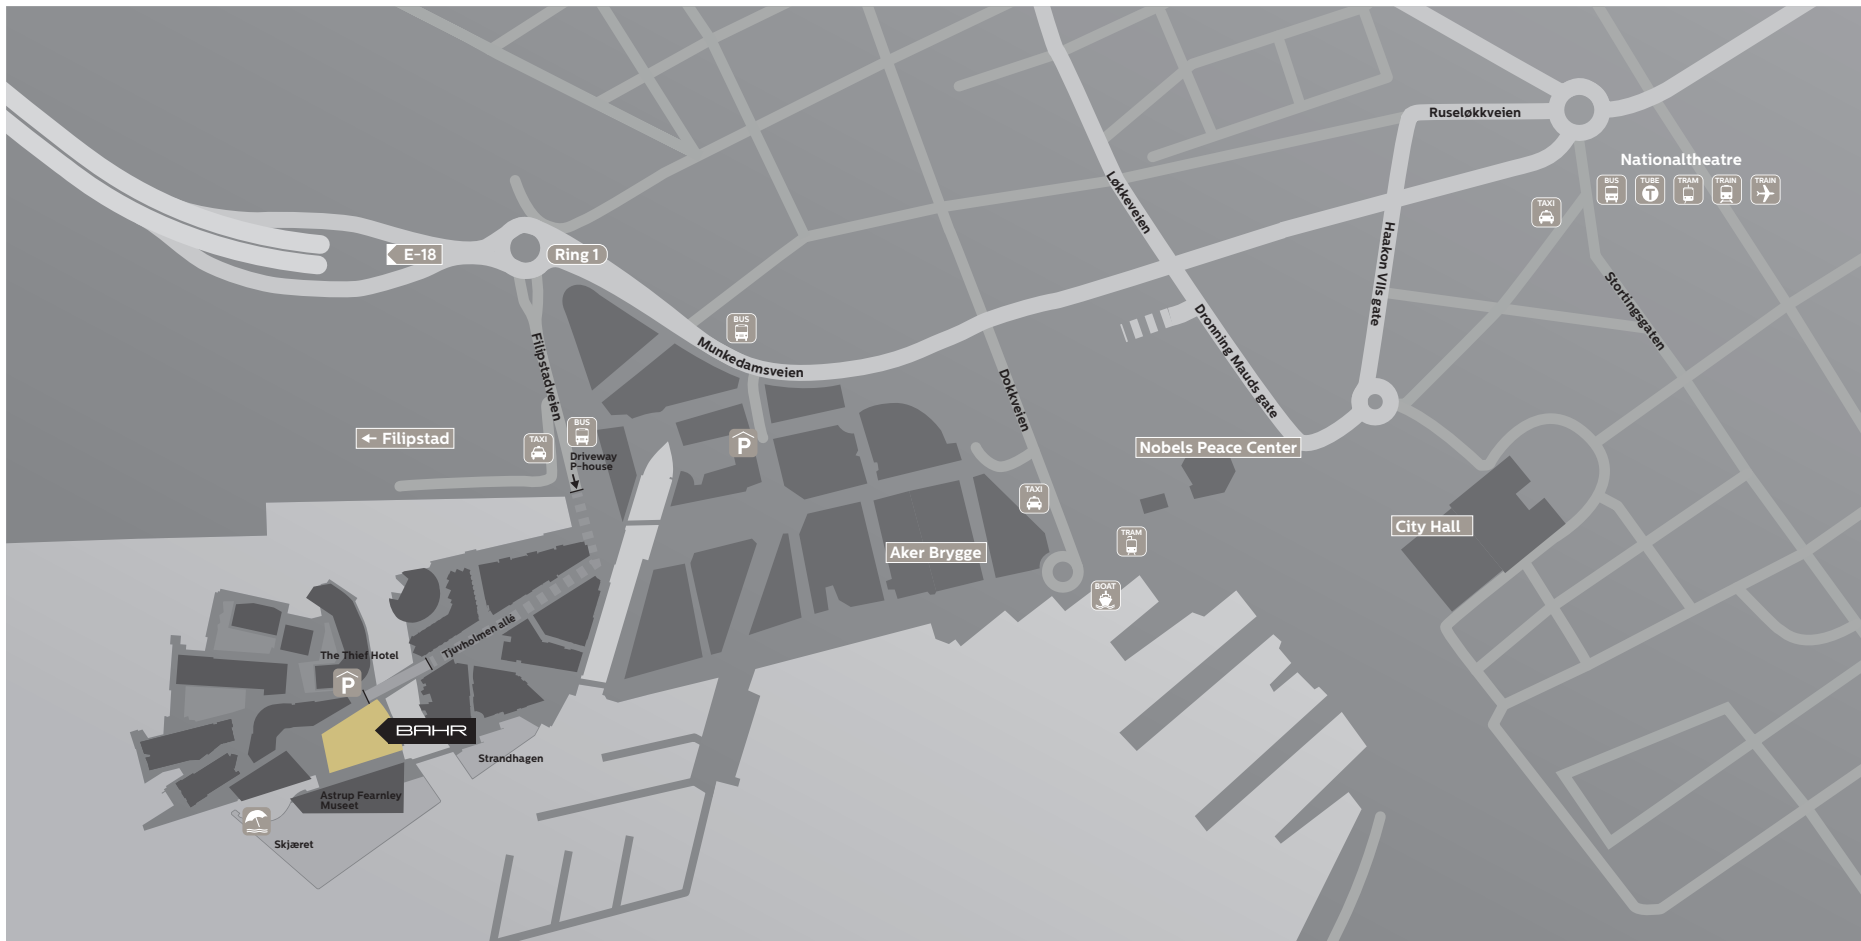 Ruseløkkveien
Nationaltheatre
BUS
TUBE
T
TRAM
TRAIN
TRAIN
TAXI
Løkkeveien
Haakon VIIs gate
Stortingsgaten
E-18
Ring 1
BUS
Munkedamsveien
Filipstadveien
Dronning Mauds gate
Dokkveien
← Filipstad
TAXI
BUS
Driveway
P-house
P
Nobels Peace Center
TAXI
TRAM
City Hall
Aker Brygge
BOAT
Tjuvholmen allé
The Thief Hotel
P
BAHR
Strandhagen
Astrup Fearnley
Museet
Skjæret